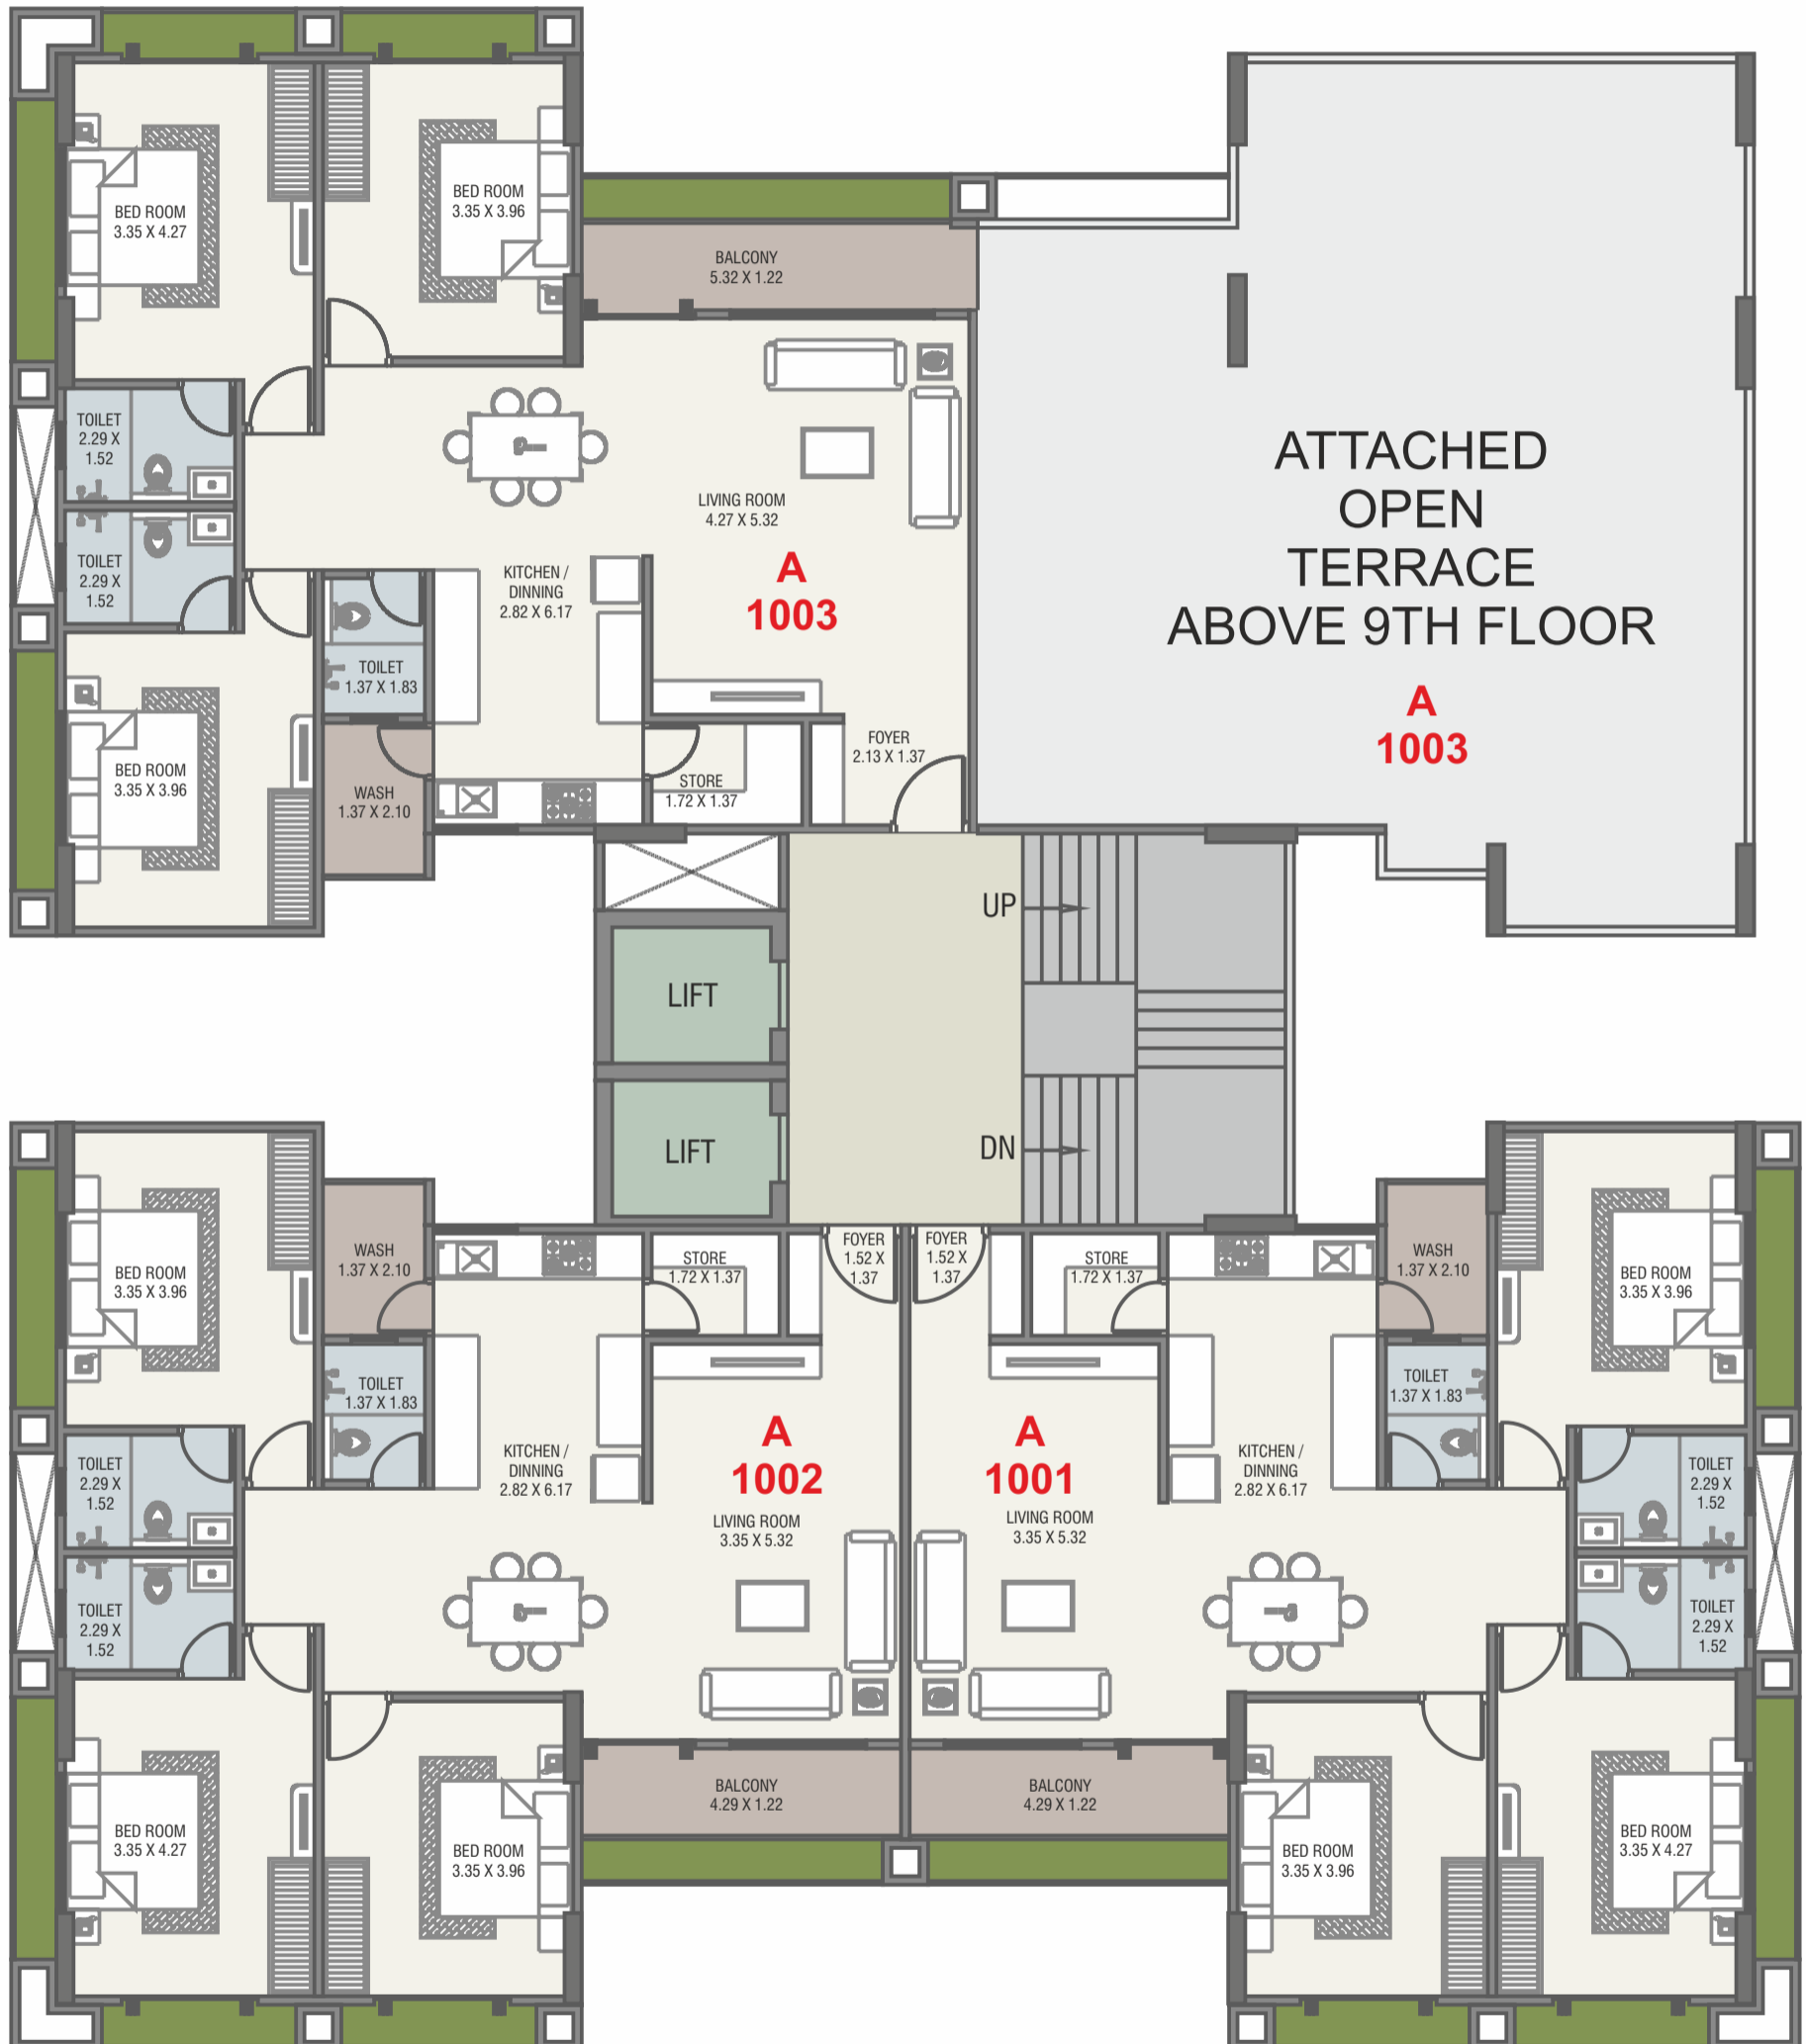 BED ROOM
3.35 X 4.27
BED ROOM
3.35 X 3.96
BALCONY
5.32 X 1.22
TOILET
2.29 X
1.52
TOILET
2.29 X
1.52
LIVING ROOM
4.27 X 5.32
A
1003
KITCHEN /
DINNING
2.82 X 6.17
TOILET
1.37 X 1.83
BED ROOM
3.35 X 3.96
WASH
1.37 X 2.10
STORE
1.72 X 1.37
FOYER
2.13 X 1.37
ATTACHED
OPEN
TERRACE
ABOVE 9TH FLOOR
A
1003
UP
LIFT
LIFT
DN
BED ROOM
3.35 X 3.96
WASH
1.37 X 2.10
STORE
1.72 X 1.37
FOYER
1.52 X
1.37
FOYER
1.52 X
1.37
STORE
1.72 X 1.37
WASH
1.37 X 2.10
BED ROOM
3.35 X 3.96
TOILET
1.37 X 1.83
TOILET
1.37 X 1.83
A
1002
A
1001
KITCHEN /
DINNING
2.82 X 6.17
KITCHEN /
DINNING
2.82 X 6.17
TOILET
2.29 X
1.52
TOILET
2.29 X
1.52
LIVING ROOM
3.35 X 5.32
LIVING ROOM
3.35 X 5.32
TOILET
2.29 X
1.52
TOILET
2.29 X
1.52
BALCONY
4.29 X 1.22
BALCONY
4.29 X 1.22
BED ROOM
3.35 X 4.27
BED ROOM
3.35 X 3.96
BED ROOM
3.35 X 3.96
BED ROOM
3.35 X 4.27